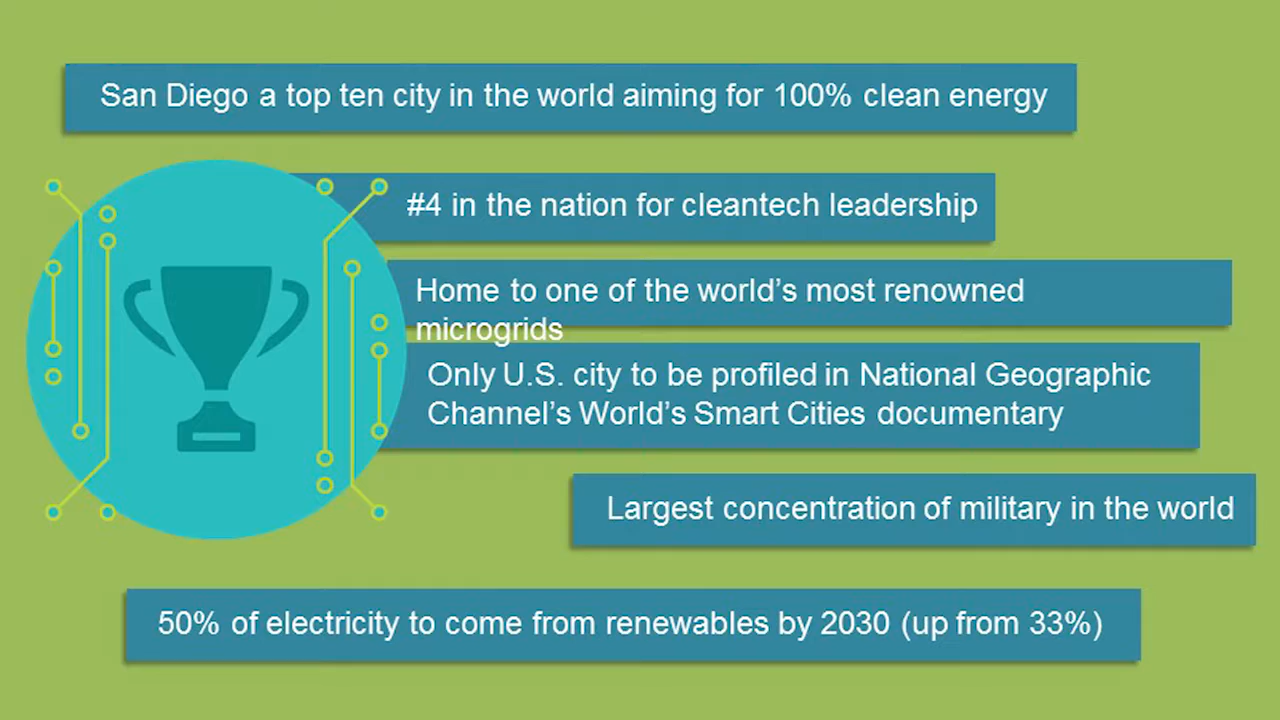 San Diego a top ten city in the world aiming for 100% clean energy
#4 in the nation for cleantech leadership
Home to one of the world’s most renowned
microgrids
Only U.S. city to be profiled in National Geographic
Channel’s World’s Smart Cities documentary
Largest concentration of military in the world
50% of electricity to come from renewables by 2030 (up from 33%)